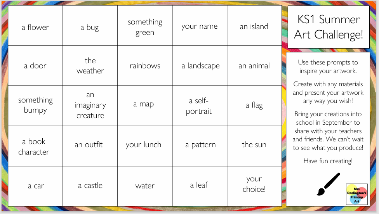 a flower
a bug
something
green
your name
an island
a door
the
weather
rainbows
a landscape
an animal
something
bumpy
an
imaginary
creature
a map
a self-
portrait
a flag
a book
character
an outfit
your lunch
a pattern
the sun
a car
a castle
water
a leaf
your
choice!
KS1 Summer
Art Challenge!
Use these prompts to
inspire your artwork.
Create with any materials
and present your artwork
any way you wish!
Bring your creations into
school in September to
share with your teachers
and friends. We can't wait
to see what you produce!
Have fun creating!